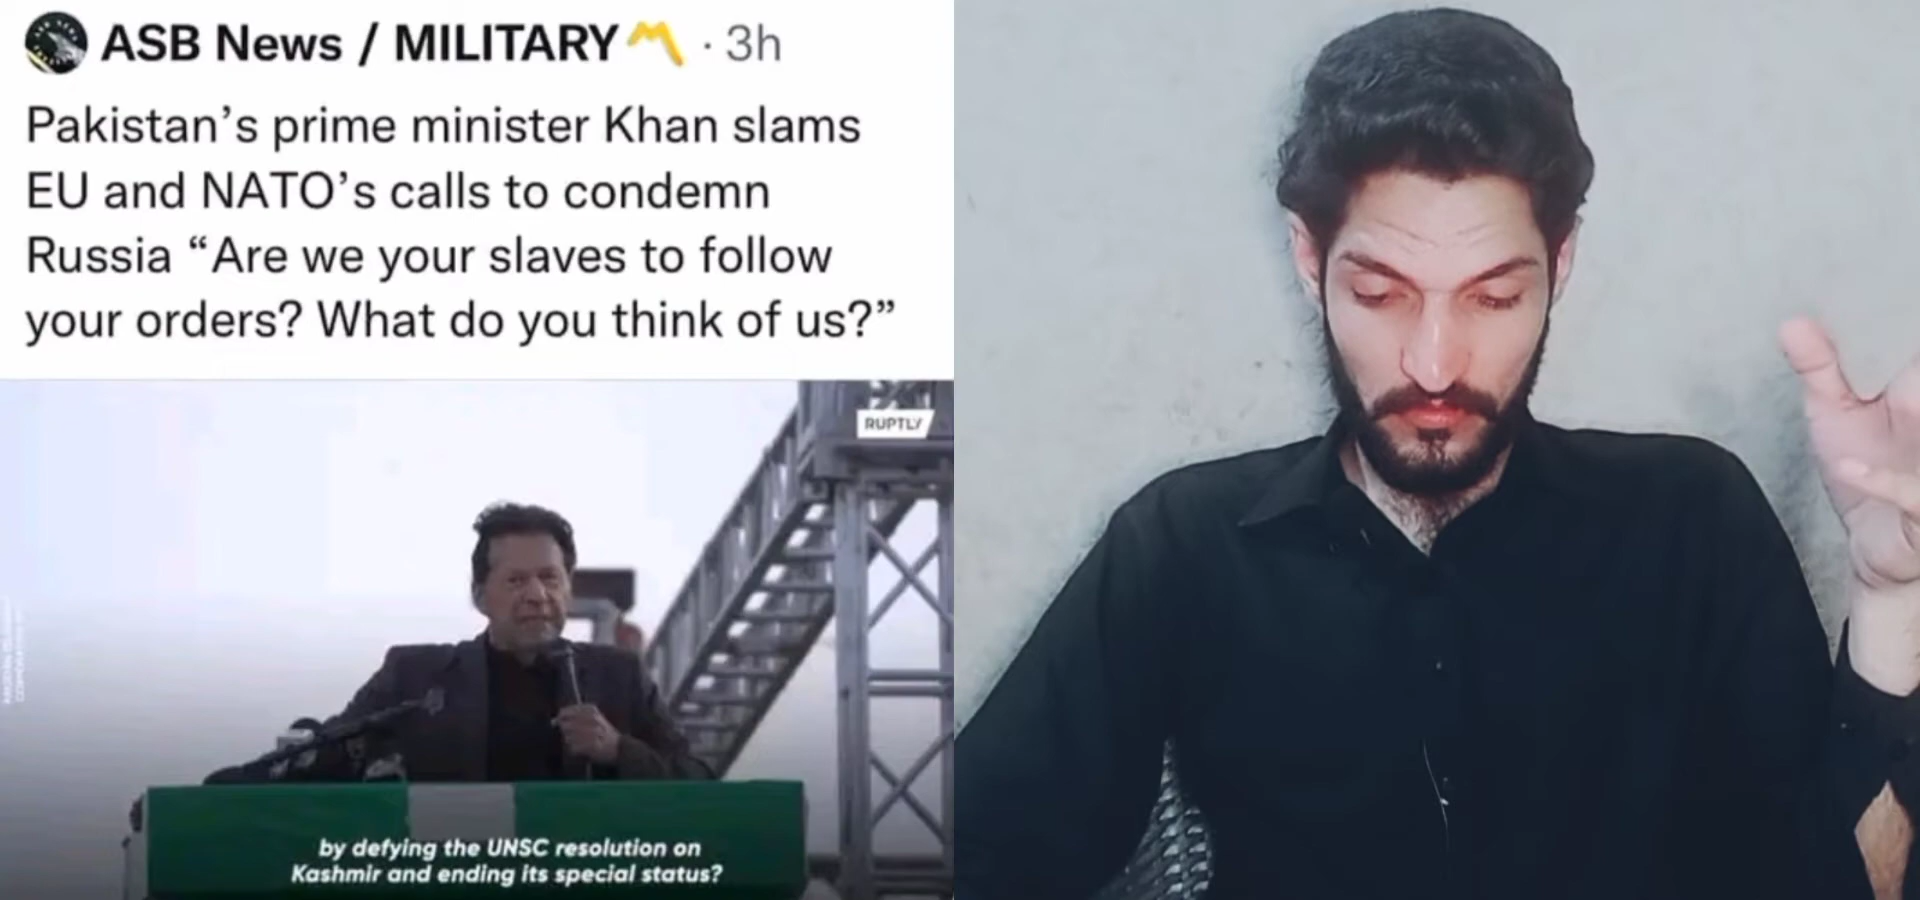 ASB News / MILITARY〽️ · 3h
Pakistan’s prime minister Khan slams
EU and NATO’s calls to condemn
Russia “Are we your slaves to follow
your orders? What do you think of us?”
RUPTLY
by defying the UNSC resolution on
Kashmir and ending its special status?